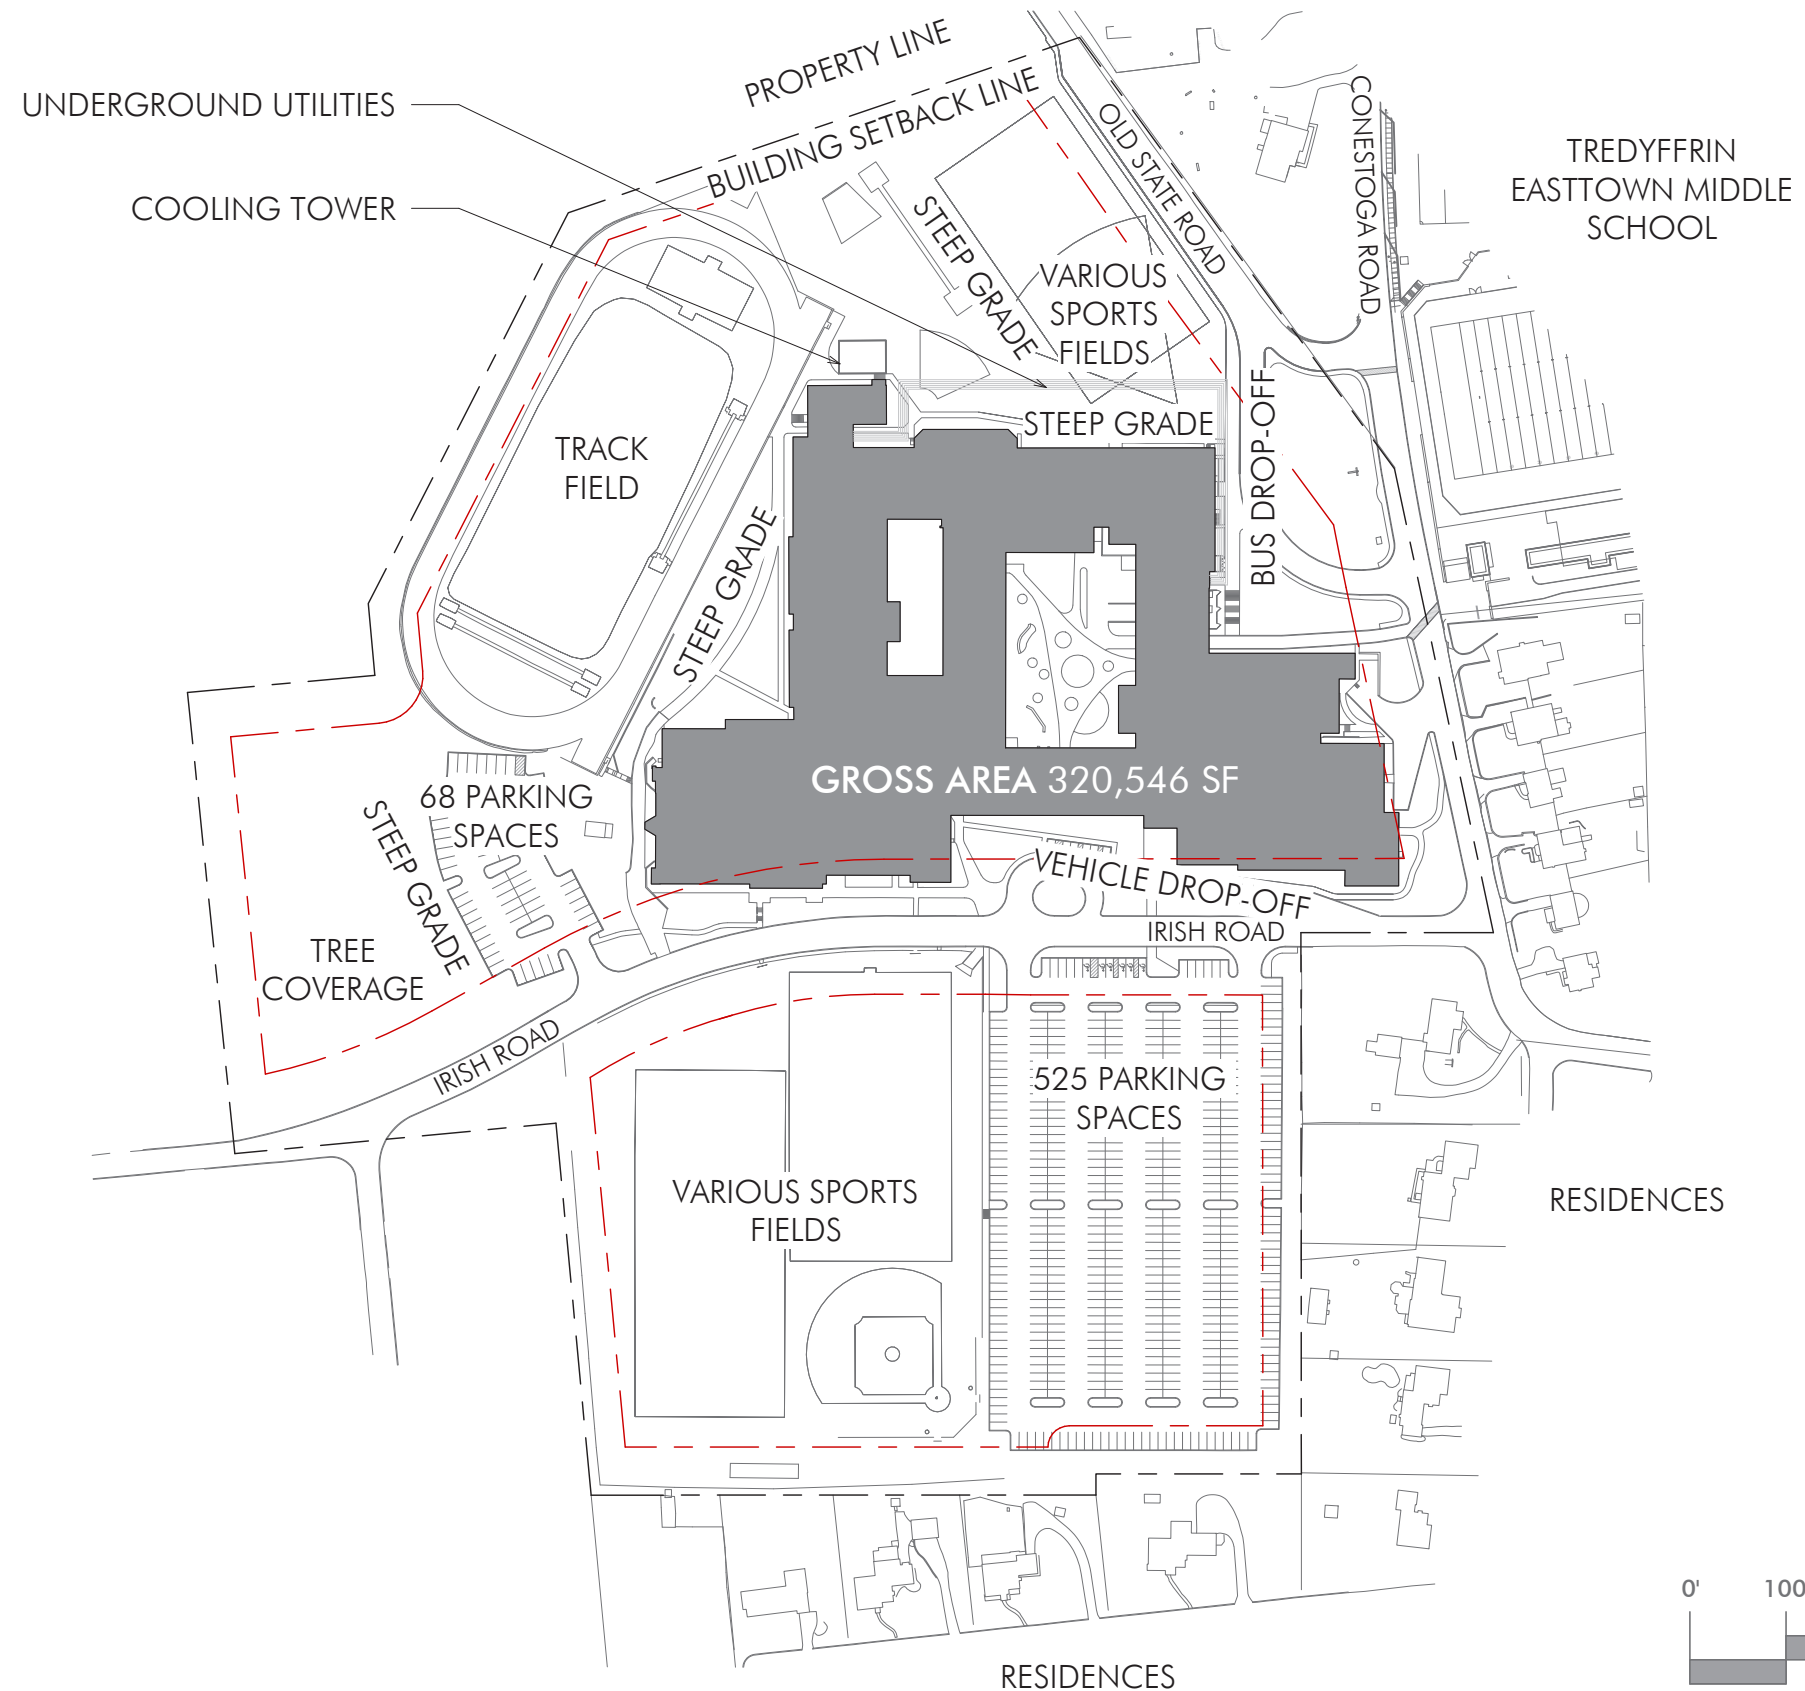 PROPERTY LINE
BUILDING SETBACK LINE
UNDERGROUND UTILITIES
COOLING TOWER
OLD STATE ROAD
CONESTOGA ROAD
TREDYFFRIN
EASTTOWN MIDDLE
SCHOOL
STEEP GRADE
VARIOUS
SPORTS
FIELDS
STEEP GRADE
BUS DROP-OFF
TRACK
FIELD
STEEP GRADE
GROSS AREA 320,546 SF
68 PARKING
SPACES
STEEP GRADE
TREE
COVERAGE
VEHICLE DROP-OFF
IRISH ROAD
IRISH ROAD
525 PARKING
SPACES
VARIOUS SPORTS
FIELDS
RESIDENCES
RESIDENCES
0' 100